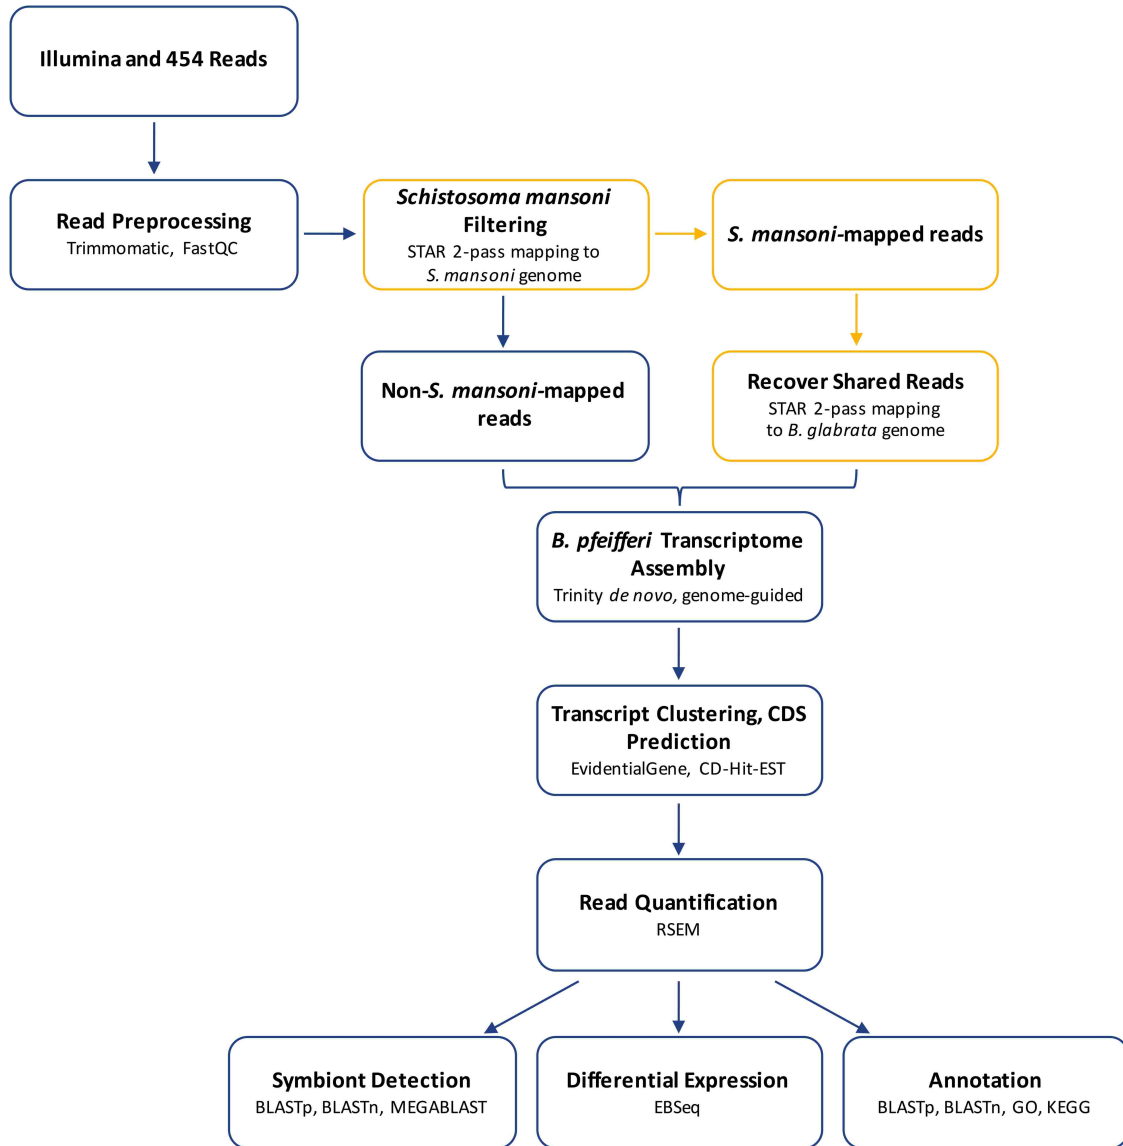 Illumina and 454 Reads
Read Preprocessing
Trimmomatic, FastQC
Schistosoma mansoni
Filtering
STAR 2-pass mapping to
S. mansoni genome
S. mansoni-mapped reads
Non-S. mansoni-mapped
reads
Recover Shared Reads
STAR 2-pass mapping
to B. glabrata genome
B. pfeifferi Transcriptome
Assembly
Trinity de novo, genome-guided
Transcript Clustering, CDS
Prediction
EvidentialGene, CD-Hit-EST
Read Quantification
RSEM
Symbiont Detection
BLASTp, BLASTn, MEGABLAST
Differential Expression
EBSeq
Annotation
BLASTp, BLASTn, GO, KEGG